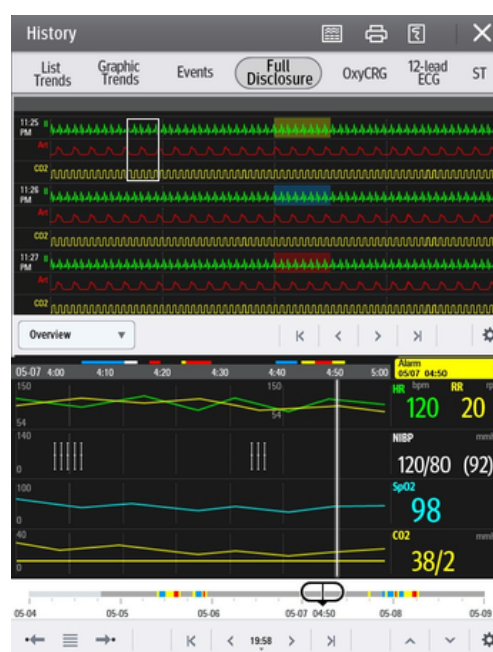 History
List Trends
Graphic Trends
Events
Full Disclosure
OxyCRG
12-lead ECG
ST
11:25 PM
II
Art
CO2
11:26 PM
II
Art
CO2
11:27 PM
II
Art
CO2
Overview
05-07 4:00 4:10 4:20 4:30 4:40 4:50 5:00
Alarm
05/07 04:50
150 150
54 54
HR bpm RR
120 20
140
0
NIBP
120/80 (92)
100
0
SpO2
98
40
0
CO2
38/2
05-04 05-05 05-06 05-07 04:50 05-08 05-09
19:58